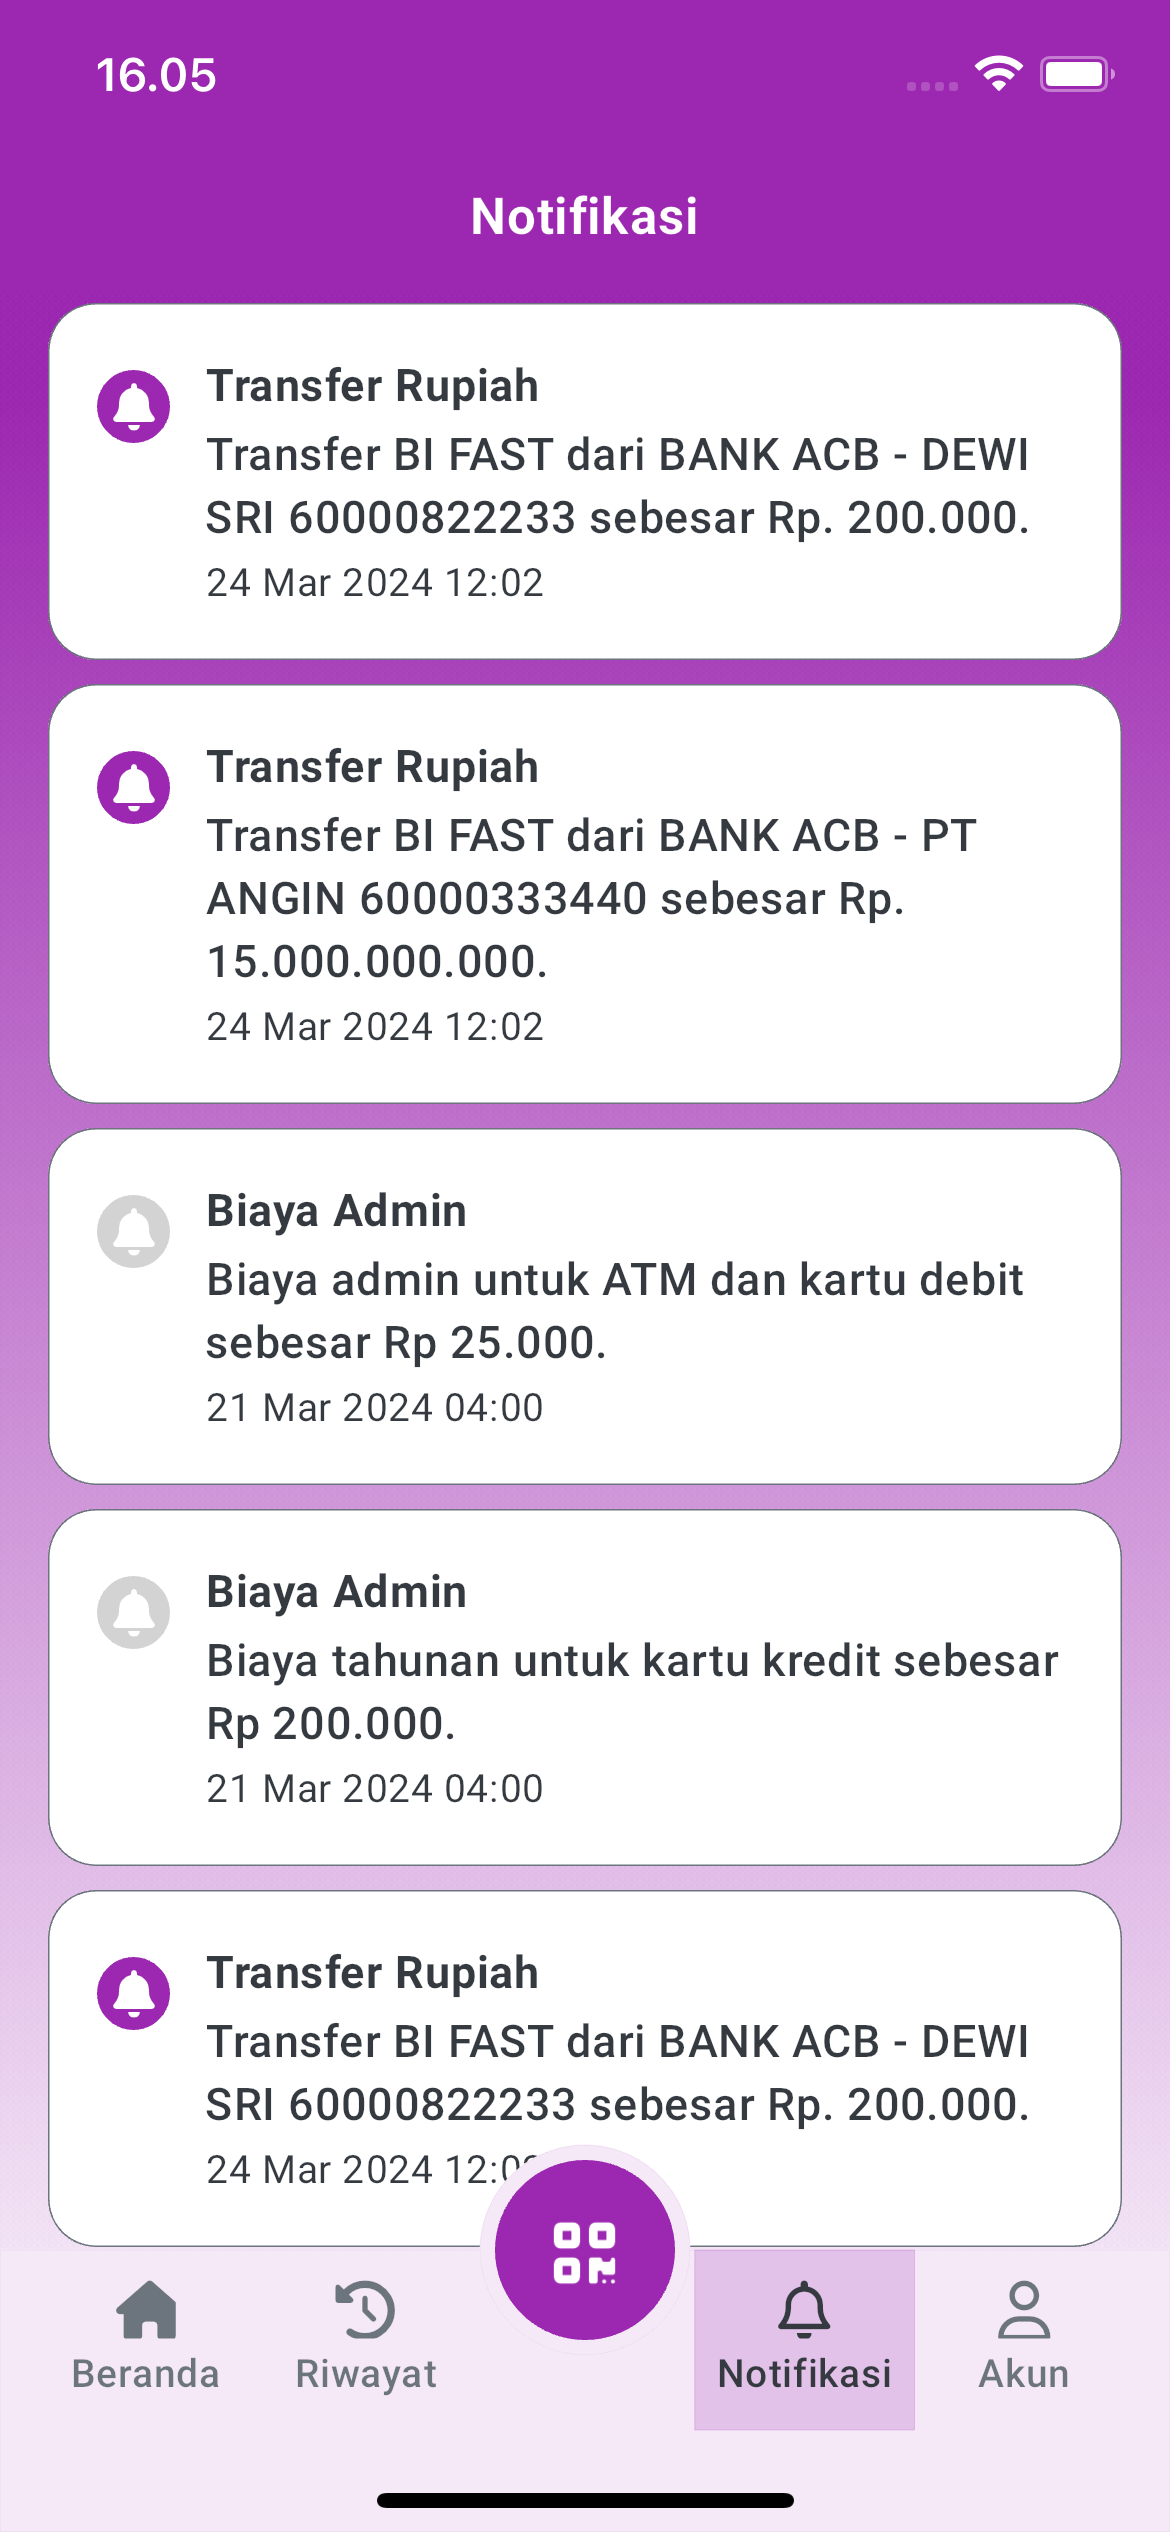 16.05
Notifikasi
Transfer Rupiah
Transfer BI FAST dari BANK ACB - DEWI
SRI 60000822233 sebesar Rp. 200.000.
24 Mar 2024 12:02
Transfer Rupiah
Transfer BI FAST dari BANK ACB - PT
ANGIN 60000333440 sebesar Rp.
15.000.000.000.
24 Mar 2024 12:02
Biaya Admin
Biaya admin untuk ATM dan kartu debit
sebesar Rp 25.000.
21 Mar 2024 04:00
Biaya Admin
Biaya tahunan untuk kartu kredit sebesar
Rp 200.000.
21 Mar 2024 04:00
Transfer Rupiah
Transfer BI FAST dari BANK ACB - DEWI
SRI 60000822233 sebesar Rp. 200.000.
24 Mar 2024
Beranda
Riwayat
Notifikasi
Akun